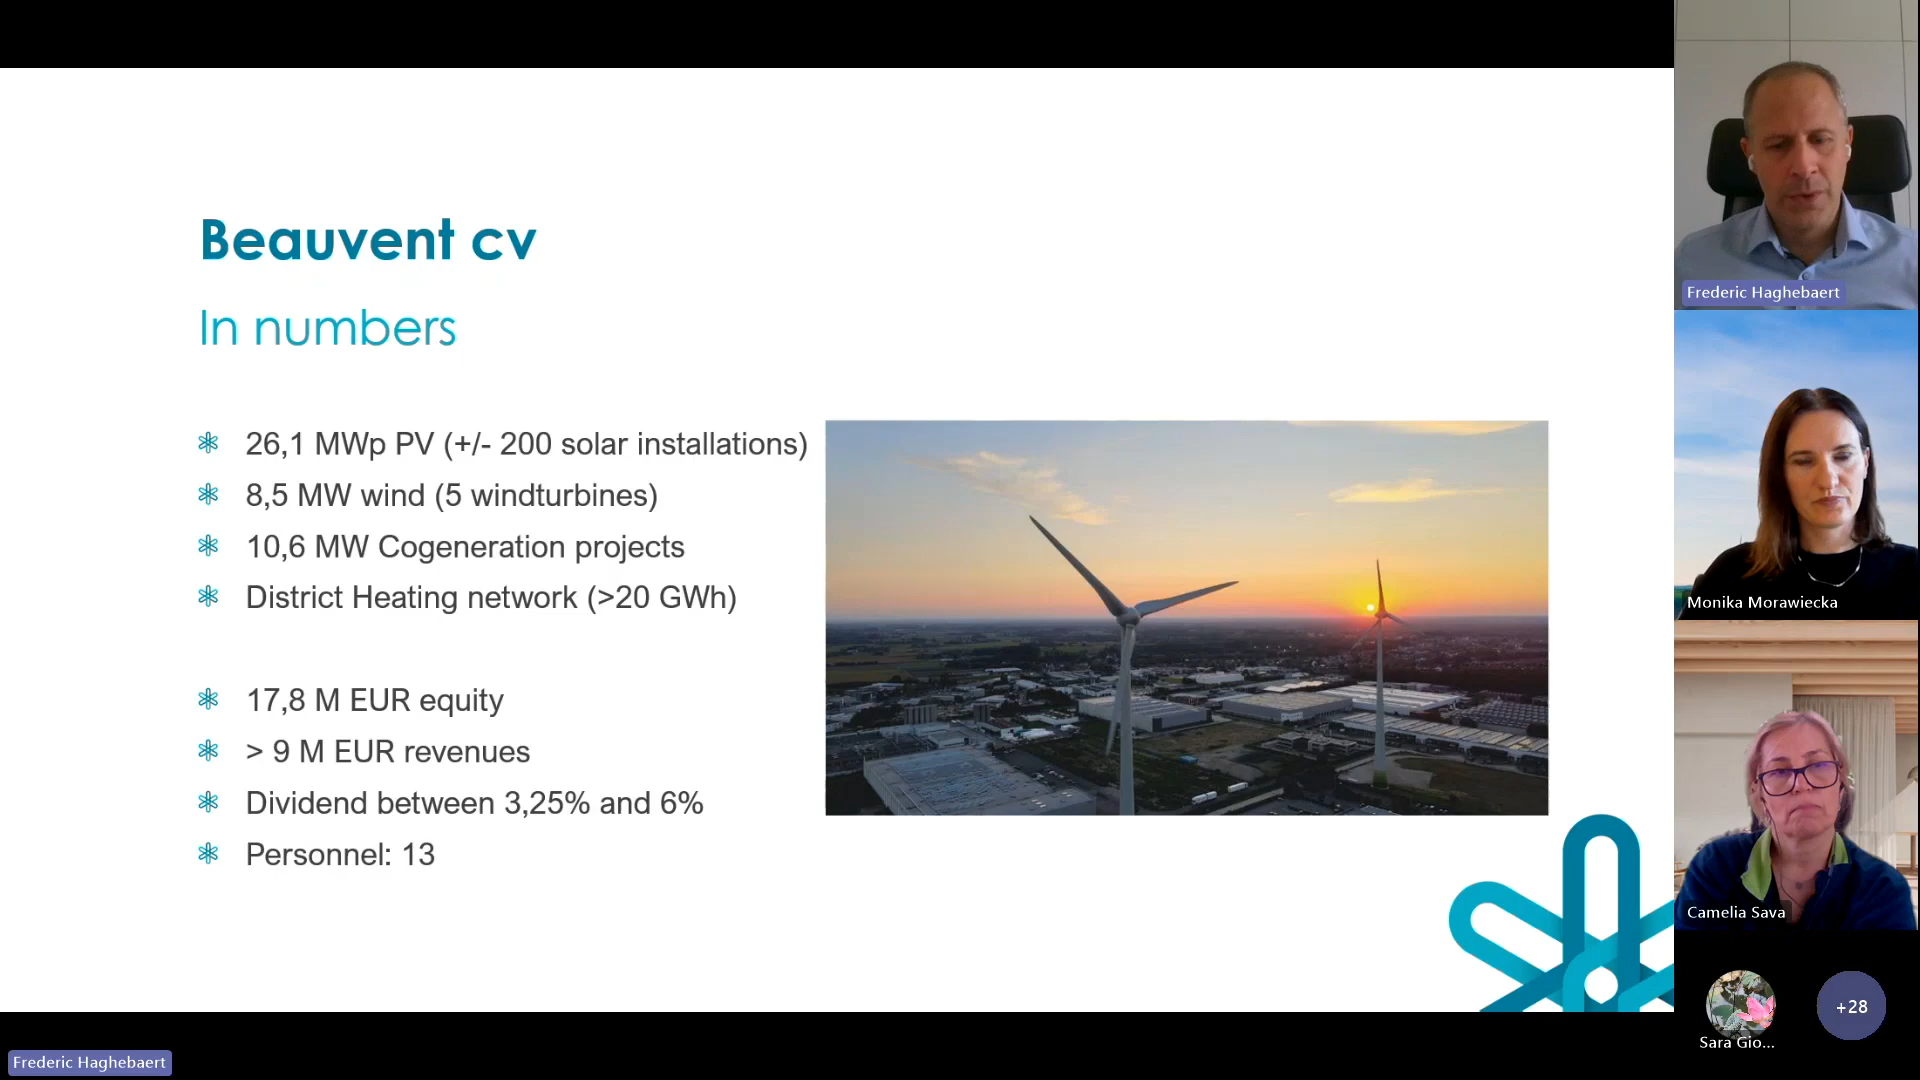 Beauvent cv
In numbers
26,1 MWp PV (+/- 200 solar installations)
8,5 MW wind (5 windturbines)
10,6 MW Cogeneration projects
District Heating network (>20 GWh)
17,8 M EUR equity
> 9 M EUR revenues
Dividend between 3,25% and 6%
Personnel: 13
Frederic Haghebaert
Monika Morawiecka
Camelia Sava
Sara Gio...
+28
Frederic Haghebaert